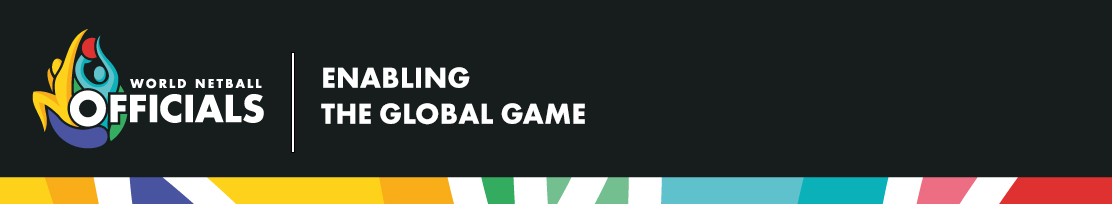 WORLD NETBALL
OFFICIALS
ENABLING
THE GLOBAL GAME